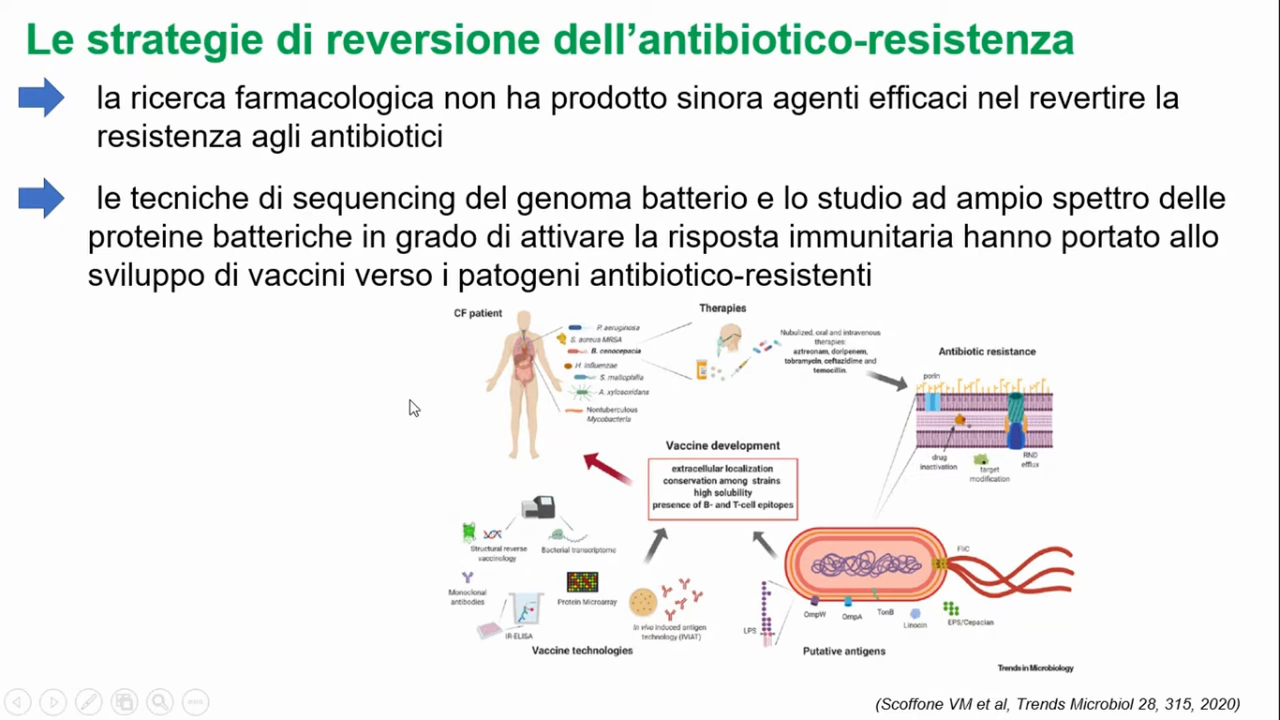 Le strategie di reversione dell'antibiotico-resistenza
la ricerca farmacologica non ha prodotto sinora agenti efficaci nel revertire la
resistenza agli antibiotici
le tecniche di sequencing del genoma batterio e lo studio ad ampio spettro delle
proteine batteriche in grado di attivare la risposta immunitaria hanno portato allo
sviluppo di vaccini verso i patogeni antibiotico-resistenti
CF patient
P. aeruginosa
S. aureus MRSA
B. cenocepacia
H. influenzae
S. maltophilia
A. xylosoxidans
Nontuberculous
Mycobacteria
Therapies
Nubulized, oral and intravenous
therapies:
aztreonam, doripenem,
tobramycin, ceftazidime and
temocilin.
Antibiotic resistance
porin
drug
inactivation
target
modification
RND
efflux
Vaccine development
extracellular localization
conservation among strains
high solubility
presence of B- and T-cell epitopes
Structural reverse
vaccinology
Bacterial transcriptome
Monoclonal
antibodies
Protein Microarray
IR-ELISA
In vivo induced antigen
technology (IVIAT)
Vaccine technologies
FliC
LPS
OmpW
OmpA
TonB
Linocin
EPS/Cepacian
Putative antigens
Trends in Microbiology
(Scoffone VM et al, Trends Microbiol 28, 315, 2020)